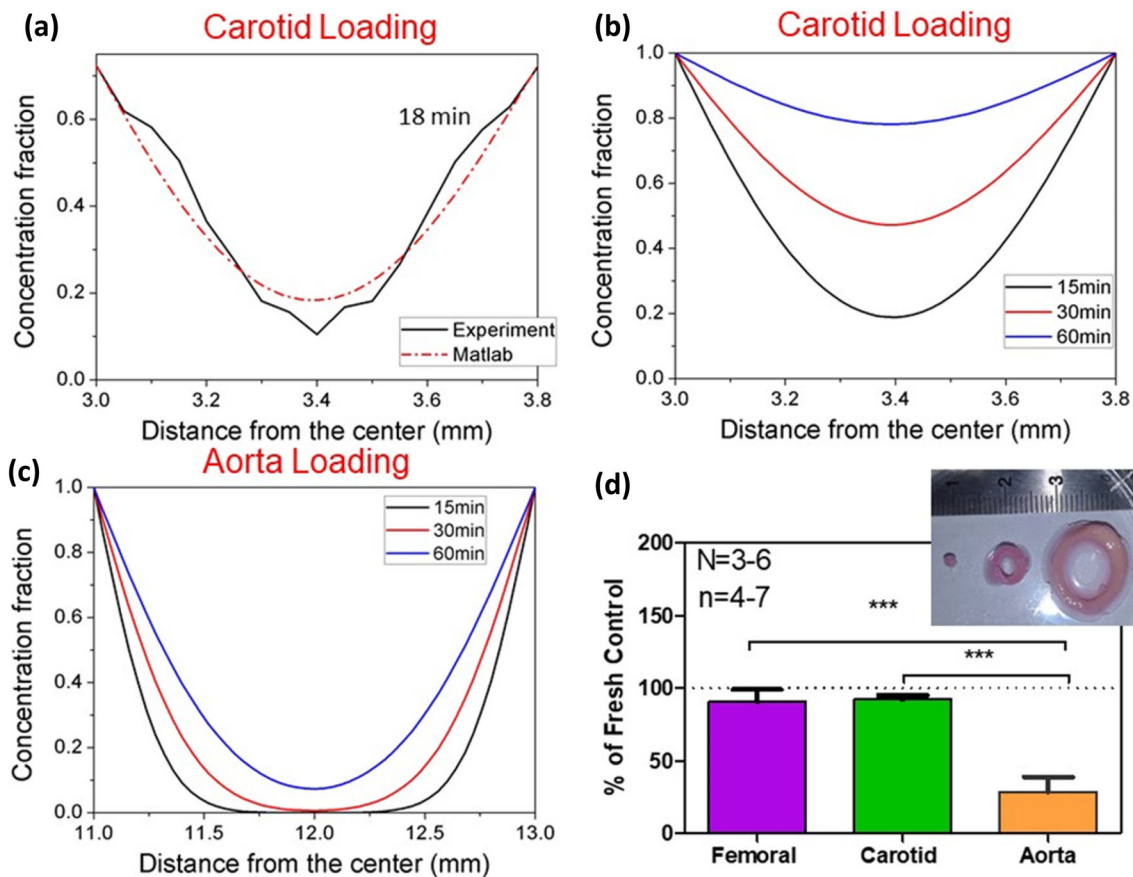 (a)
Carotid Loading
Concentration fraction
0.6
0.4
0.2
0.0
18 min
Experiment
Matlab
3.0 3.2 3.4 3.6 3.8
Distance from the center (mm)
(b)
Carotid Loading
Concentration fraction
1.0
0.8
0.6
0.4
0.2
0.0
15min
30min
60min
3.0 3.2 3.4 3.6 3.8
Distance from the center (mm)
(c)
Aorta Loading
Concentration fraction
1.0
0.8
0.6
0.4
0.2
0.0
15min
30min
60min
11.0 11.5 12.0 12.5 13.0
Distance from the center (mm)
(d)
1 2 3
% of Fresh Control
200
150
100
50
0
N=3-6
n=4-7
***
***
Femoral Carotid Aorta